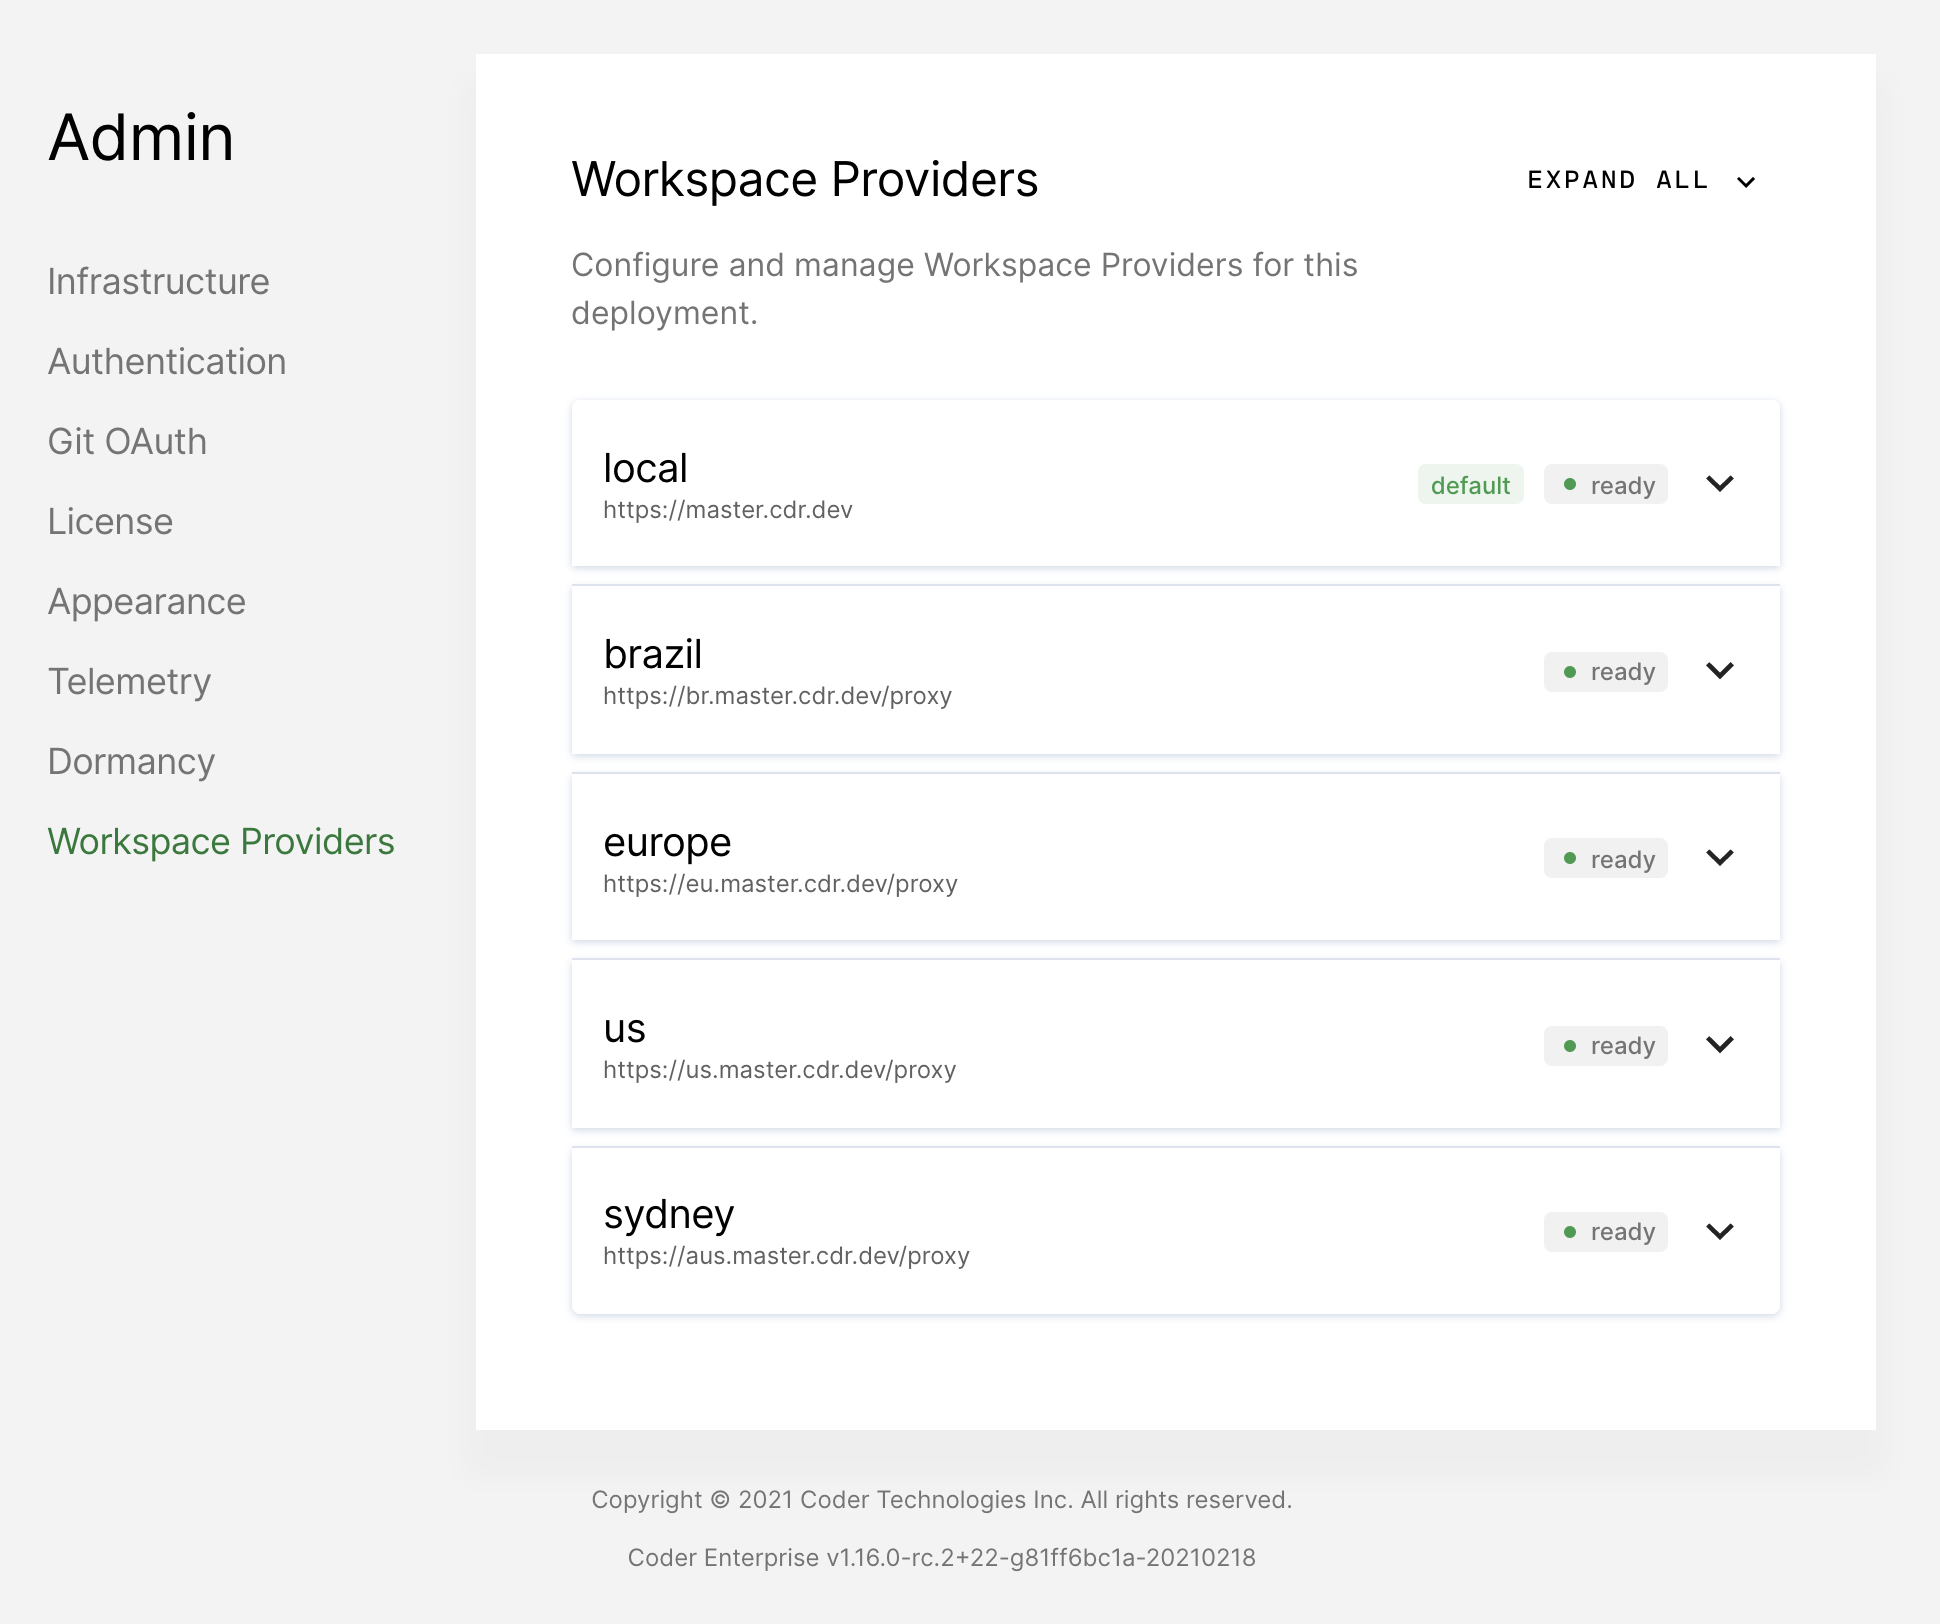 Admin
Infrastructure
Authentication
Git OAuth
License
Appearance
Telemetry
Dormancy
Workspace Providers
Workspace Providers
EXPAND ALL
Configure and manage Workspace Providers for this
deployment.
local
https://master.cdr.dev
default
ready
brazil
https://br.master.cdr.dev/proxy
ready
europe
https://eu.master.cdr.dev/proxy
ready
us
https://us.master.cdr.dev/proxy
ready
sydney
https://aus.master.cdr.dev/proxy
ready
Copyright © 2021 Coder Technologies Inc. All rights reserved.
Coder Enterprise v1.16.0-rc.2+22-g81ff6bc1a-20210218